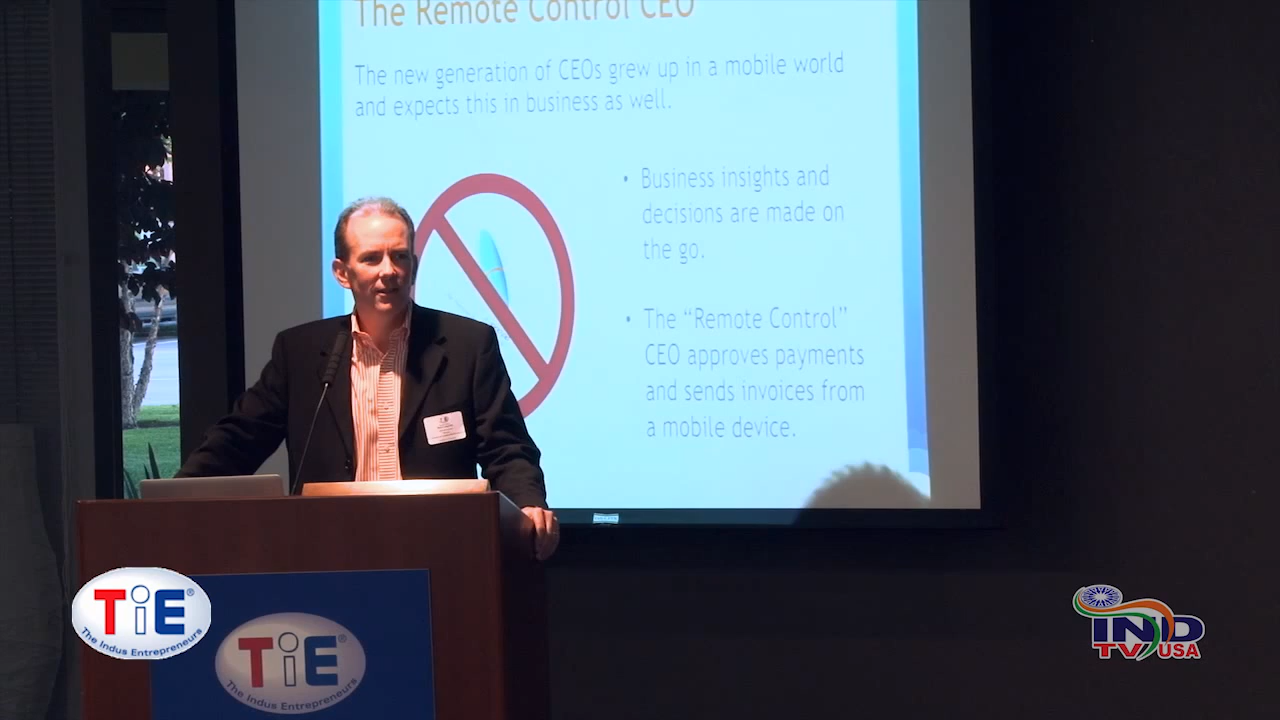 The Remote Control CEO
The new generation of CEOs grew up in a mobile world
and expects this in business as well.
• Business insights and
decisions are made on
the go.
• The “Remote Control”
CEO approves payments
and sends invoices from
a mobile device.
TiE®
The Indus Entrepreneurs
TiE®
The Indus Entrepreneurs
IND
TV USA